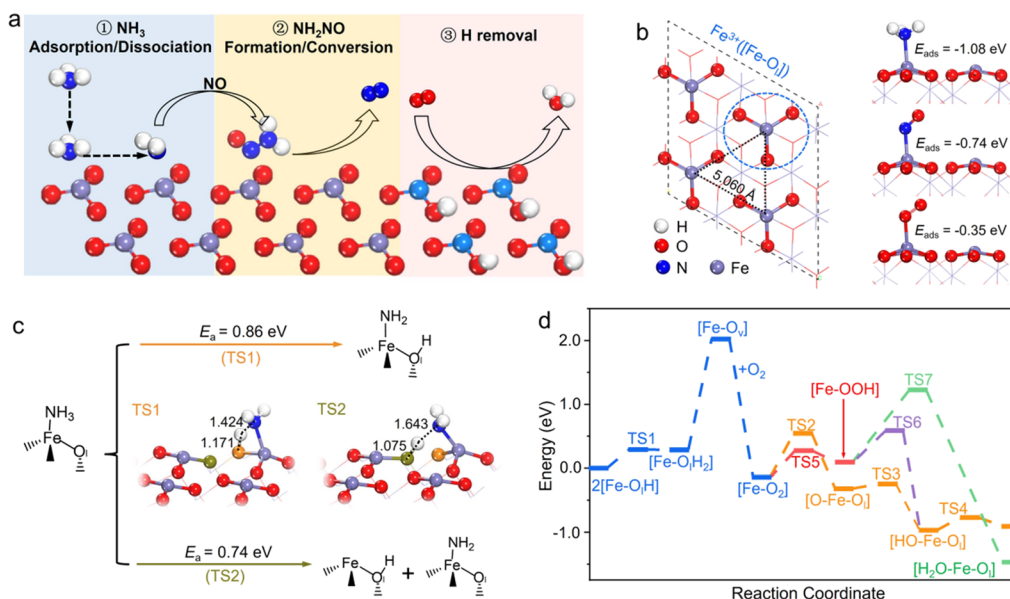 a
① NH₃
Adsorption/Dissociation
② NH2NO
Formation/Conversion
③ H removal
NO
b
Fe³⁺([Fe-Oₗ])
5.060 Å
H
O
N
Fe
Eads = -1.08 eV
Eads = -0.74 eV
Eads = -0.35 eV
c
NH₃
Fe
Oₗ
Eₐ = 0.86 eV
(TS1)
NH₂
Fe
H
Oₗ
TS1
1.424
1.171
TS2
1.643
1.075
Eₐ = 0.74 eV
(TS2)
Fe
H
Oₗ
+
NH₂
Fe
Oₗ
d
Energy (eV)
2.0
1.0
0.0
-1.0
2[Fe-OₗH]
TS1
[Fe-OₗH₂]
[Fe-Oᵥ]
+O₂
[Fe-O₂]
TS2
TS5
[Fe-OOH]
[O-Fe-Oₗ]
TS7
TS6
TS3
[HO-Fe-Oₗ]
TS4
[H₂O-Fe-Oₗ]
Reaction Coordinate